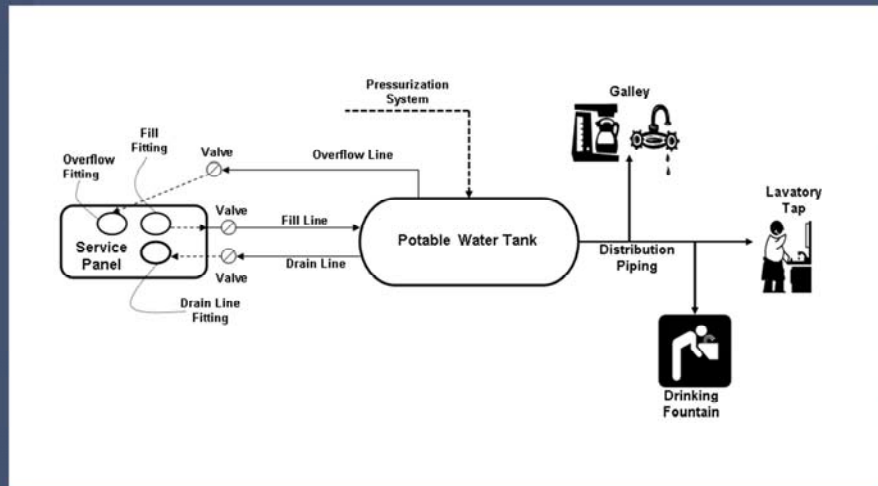 Pressurization
System
Galley
Fill
Fitting
Overflow
Fitting
Valve
Overflow Line
Lavatory
Tap
Valve
Fill Line
Service
Panel
Potable Water Tank
Distribution
Piping
Drain Line
Valve
Drain Line
Fitting
Drinking
Fountain